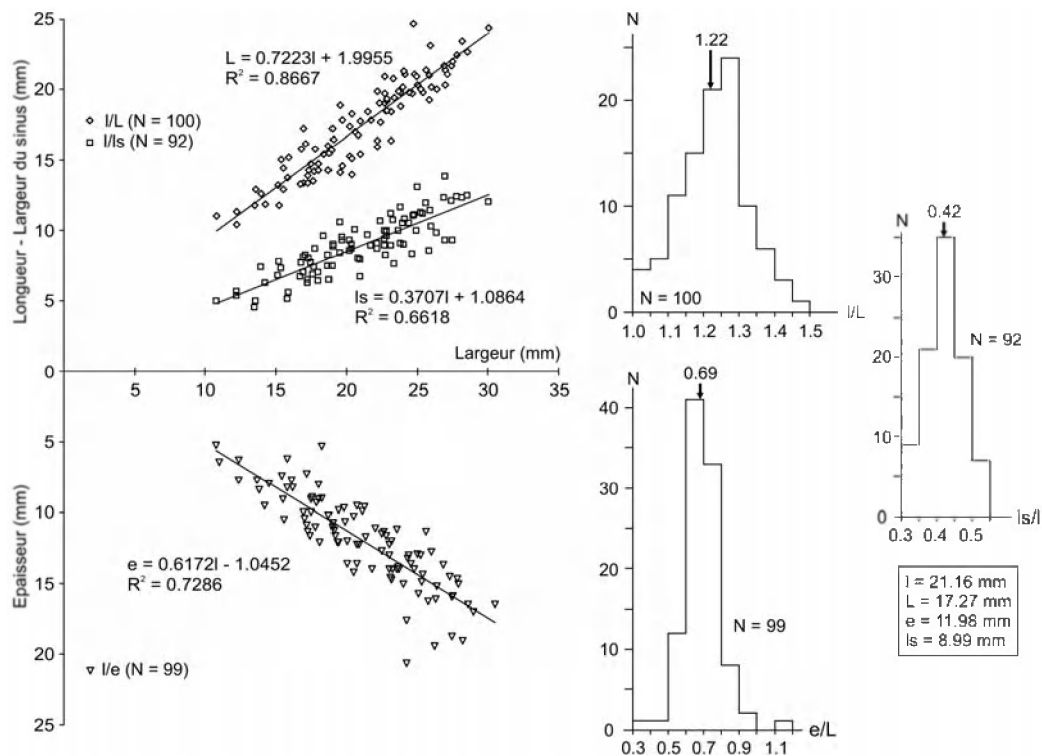 25
20
15
10
5
0
Longueur - Largeur du sinus (mm)
L = 0.7223l + 1.9955
R² = 0.8667
l/L (N = 100)
l/ls (N = 92)
ls = 0.3707l + 1.0864
R² = 0.6618
Largeur (mm)
5
10
15
20
25
30
35
5
10
15
20
25
Epaisseur (mm)
e = 0.6172l - 1.0452
R² = 0.7286
l/e (N = 99)
N
1.22
20
10
0
N = 100
1.0
1.1
1.2
1.3
1.4
1.5
l/L
N
0.69
40
30
20
10
0
N = 99
0.3
0.5
0.7
0.9
1.1
e/L
N
0.42
30
20
10
0
N = 92
0.3
0.4
0.5
ls/l
l = 21.16 mm
L = 17.27 mm
e = 11.98 mm
ls = 8.99 mm